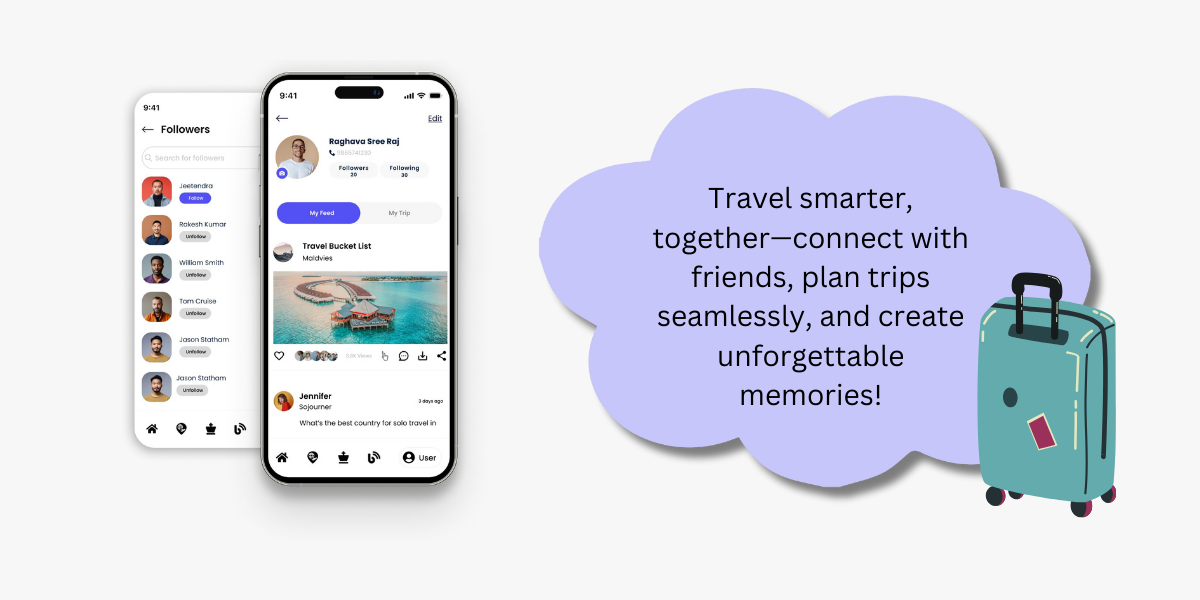 9:41
Followers
Search for followers
Jeetendra
Follow
Rakesh Kumar
Unfollow
William Smith
Unfollow
Tom Cruise
Unfollow
Jason Statham
Unfollow
Jason Statham
Unfollow
9:41
Edit
Raghava Sree Raj
Followers
20
Following
30
My Feed
My Trip
Travel Bucket List
Maldvies
Views
Jennifer
Sojourner
3 days ago
What's the best country for solo travel in
User
Travel smarter,
together—connect with
friends, plan trips
seamlessly, and create
unforgettable
memories!